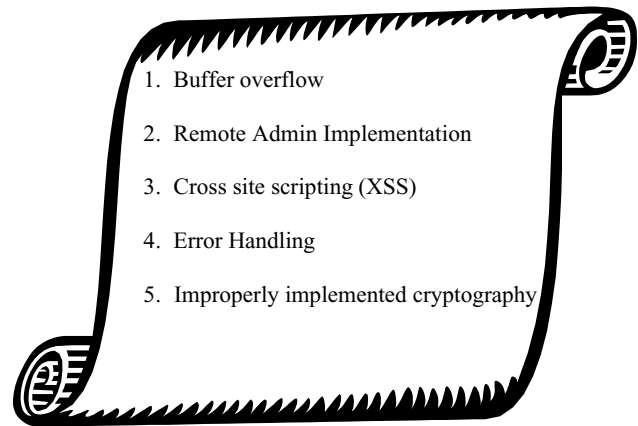 1. Buffer overflow
2. Remote Admin Implementation
3. Cross site scripting (XSS)
4. Error Handling
5. Improperly implemented cryptography